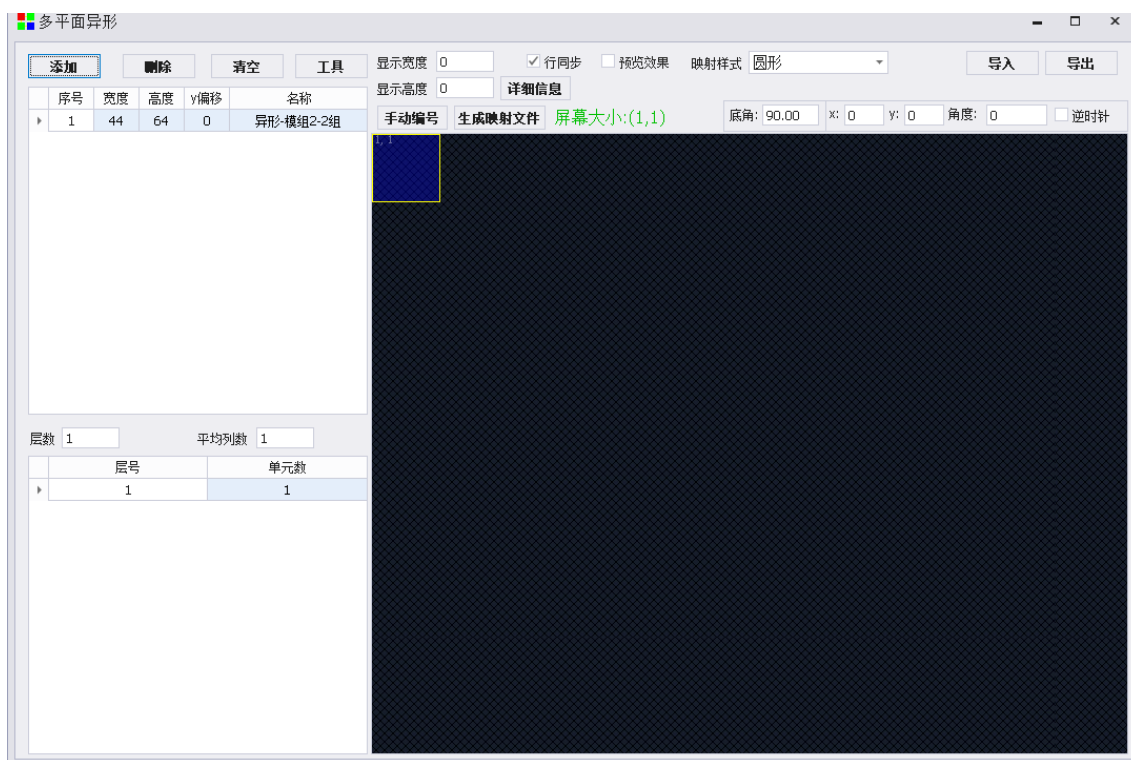 多平面异形
添加 删除 清空 工具 显示宽度 0 行同步 预览效果 映射样式 圆形 导入 导出
显示高度 0 详细信息
序号 宽度 高度 y偏移 名称
手动编号 生成映射文件 屏幕大小:(1,1) 底角: 90.00 x: 0 y: 0 角度: 0 逆时针
1 44 64 0 异形-模组2-2组
1, 1
层数 1 平均列数 1
层号 单元数
1 1